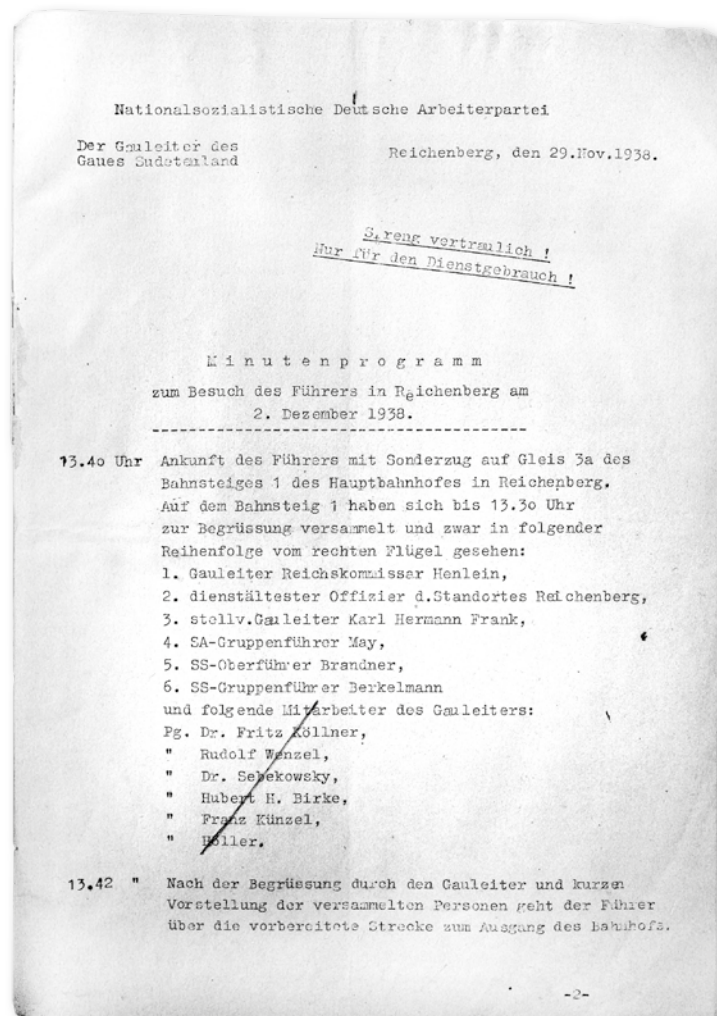 Nationalsozialistische Deutsche Arbeiterpartei
Der Gauleiter des
Gaues Sudetenland
Reichenberg, den 29.Nov.1938.
Streng vertraulich !
Nur für den Dienstgebrauch !
M i n u t e n p r o g r a m m
zum Besuch des Führers in Reichenberg am
2. Dezember 1938.
13.4o Uhr Ankunft des Führers mit Sonderzug auf Gleis 3a des
Bahnsteiges 1 des Hauptbahnhofes in Reichenberg.
Auf dem Bahnsteig 1 haben sich bis 13.3o Uhr
zur Begrüssung versammelt und zwar in folgender
Reihenfolge vom rechten Flügel gesehen:
1. Gauleiter Reichskommissar Henlein,
2. dienstältester Offizier d.Standortes Reichenberg,
3. stellv.Gauleiter Karl Hermann Frank,
4. SA-Gruppenführer May,
5. SS-Oberführer Brandner,
6. SS-Gruppenführer Berkelmann
und folgende Mitarbeiter des Gauleiters:
Pg. Dr. Fritz Köllner,
" Rudolf Wenzel,
" Dr. Sebekowsky,
" Hubert H. Birke,
" Franz Künzel,
" Höller.
13.42 " Nach der Begrüssung durch den Gauleiter und kurzen
Vorstellung der versammelten Personen geht der Führer
über die vorbereitete Strecke zum Ausgang des Bahnhofs.
-2-